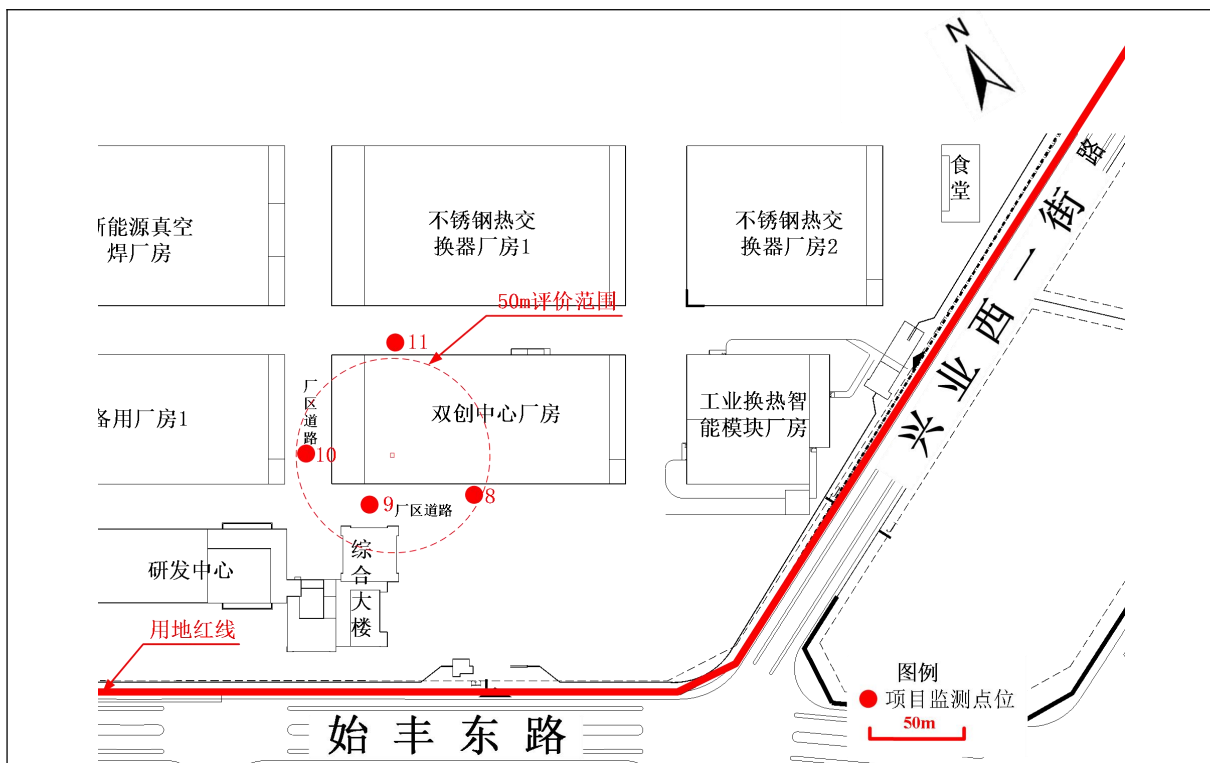 N
路
食
堂
街
新能源真空
焊厂房
不锈钢热交
换器厂房1
不锈钢热交
换器厂房2
一
50m评价范围
西
11
业
厂
区
道
路
备用厂房1
双创中心厂房
工业换热智
能模块厂房
兴
10
8
9
厂区道路
综
合
大
楼
研发中心
用地红线
图例
项目监测点位
50m
始丰东路